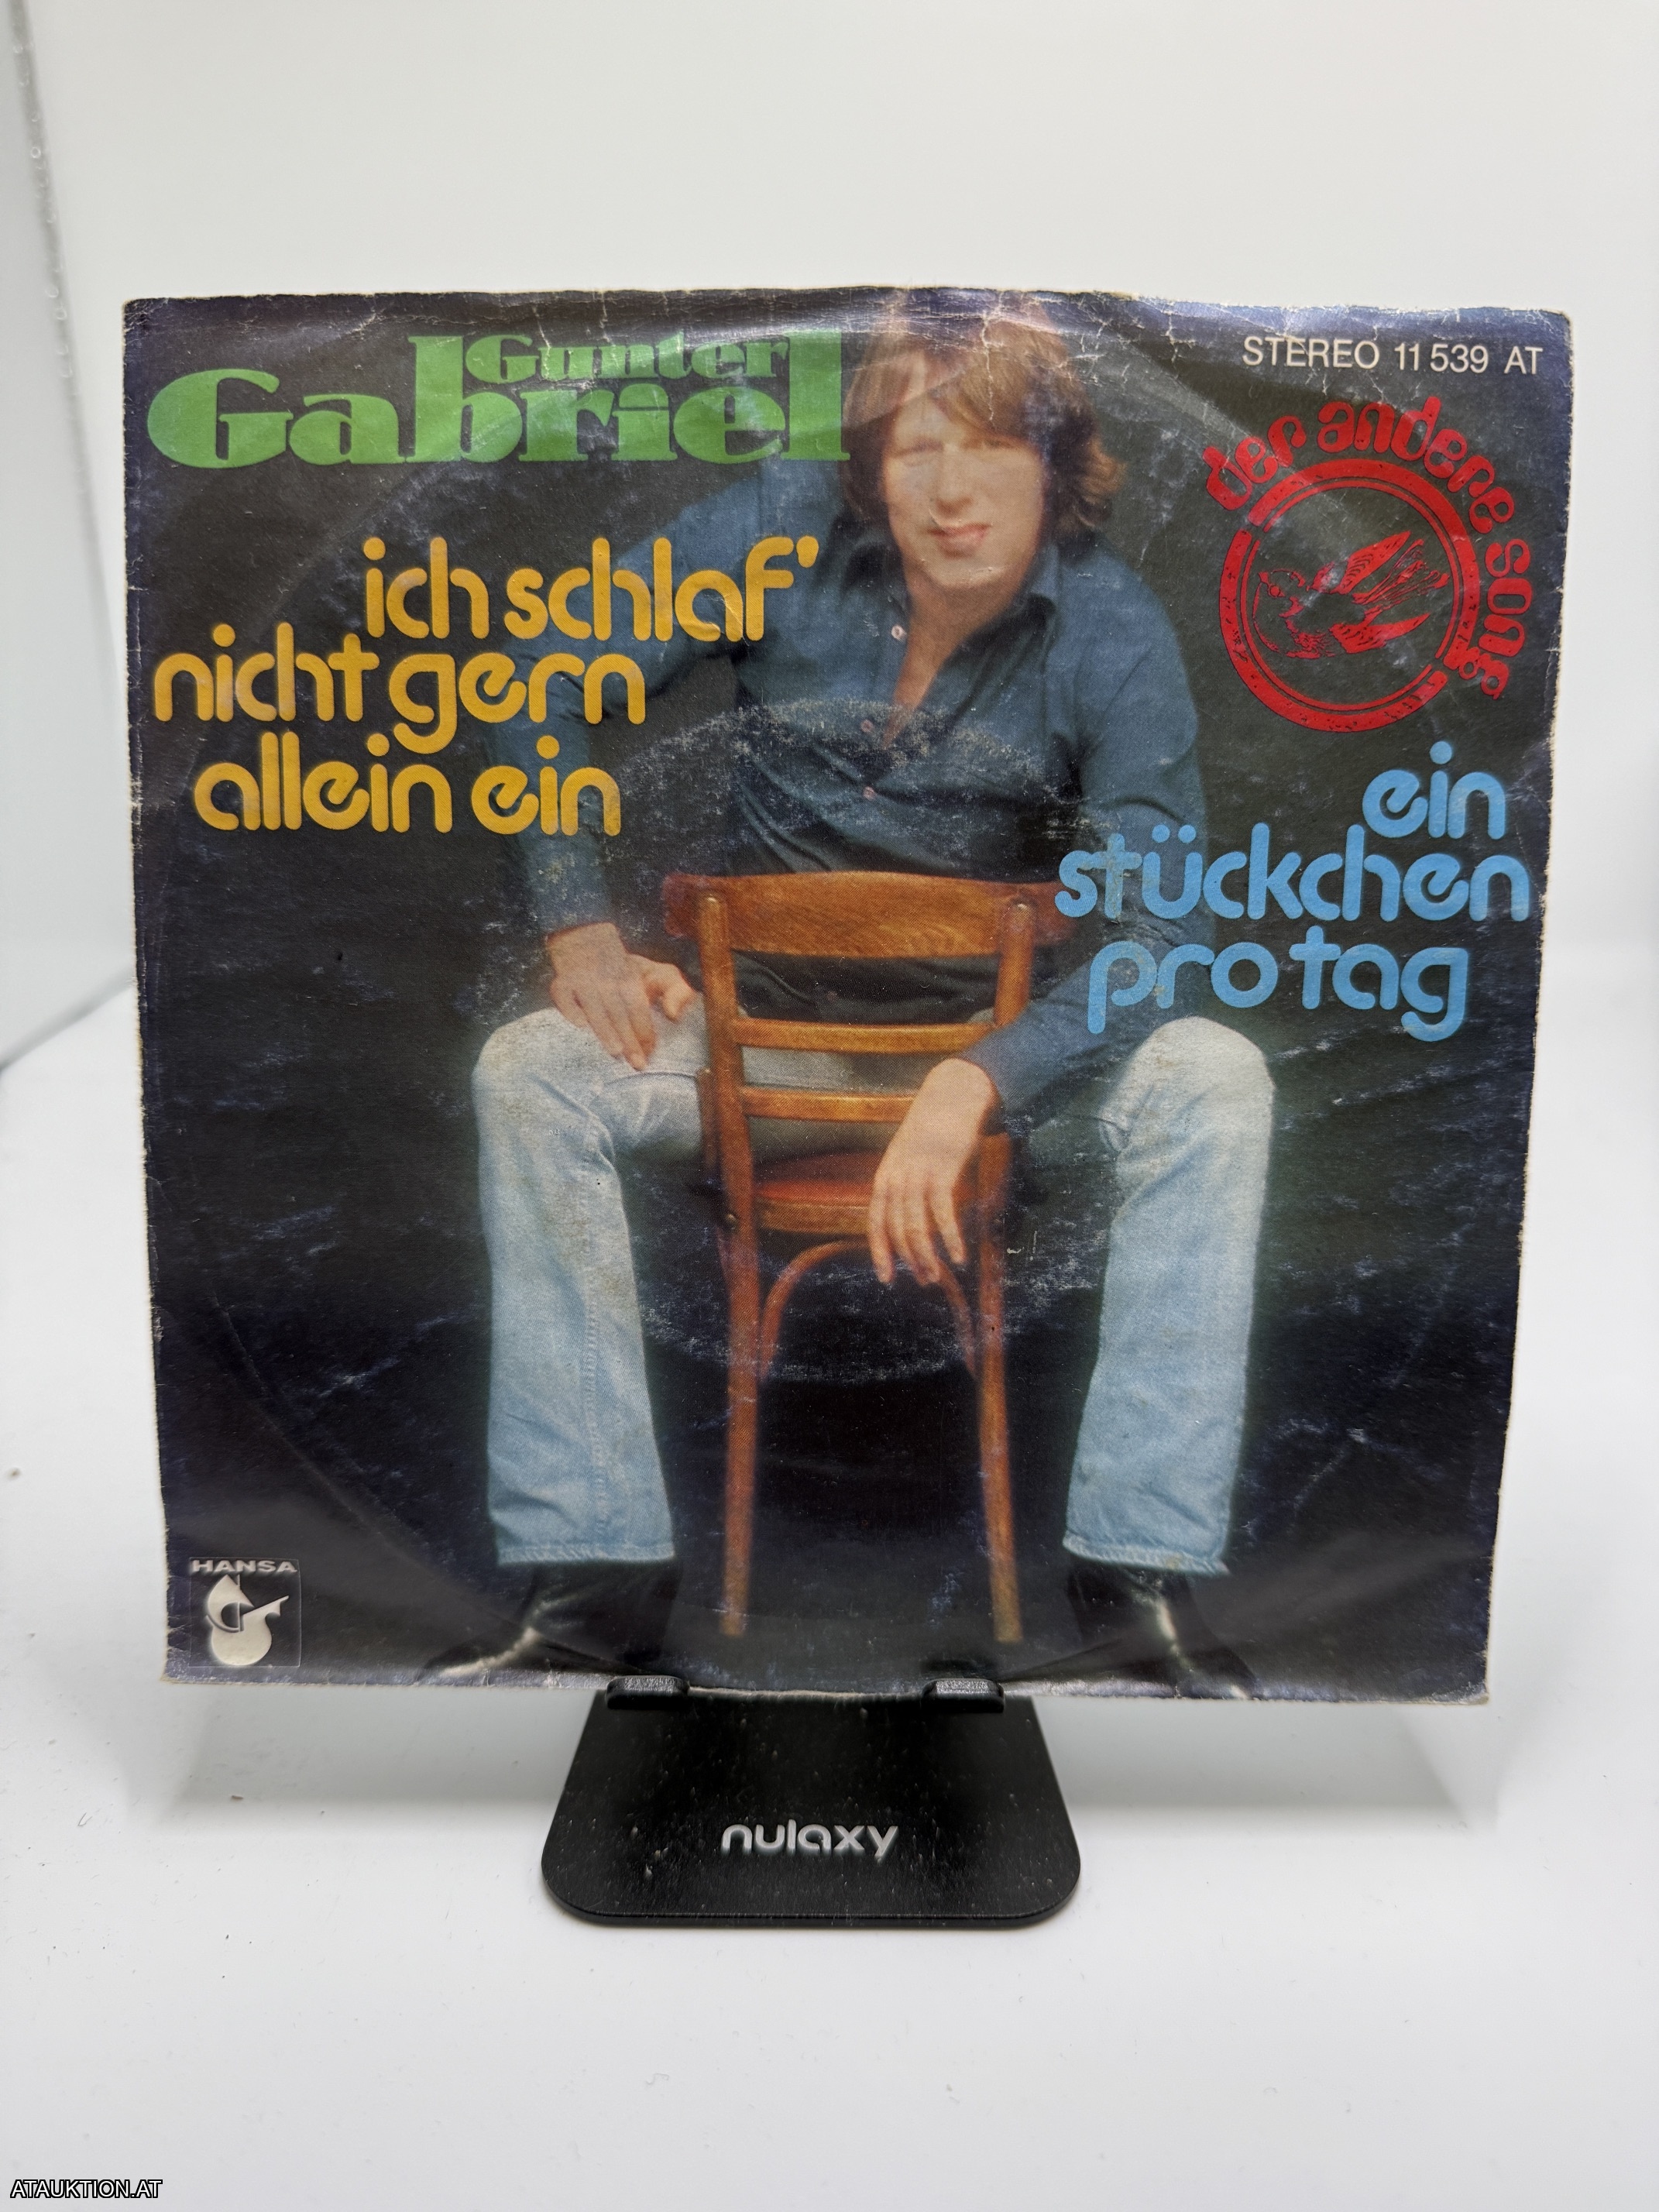 Gunter
Gabriel
STEREO 11 539 AT
der andere song
ich schlaf'
nicht gern
allein ein
ein
stückchen
pro tag
HANSA
nulaxy
ATAUKTION.AT